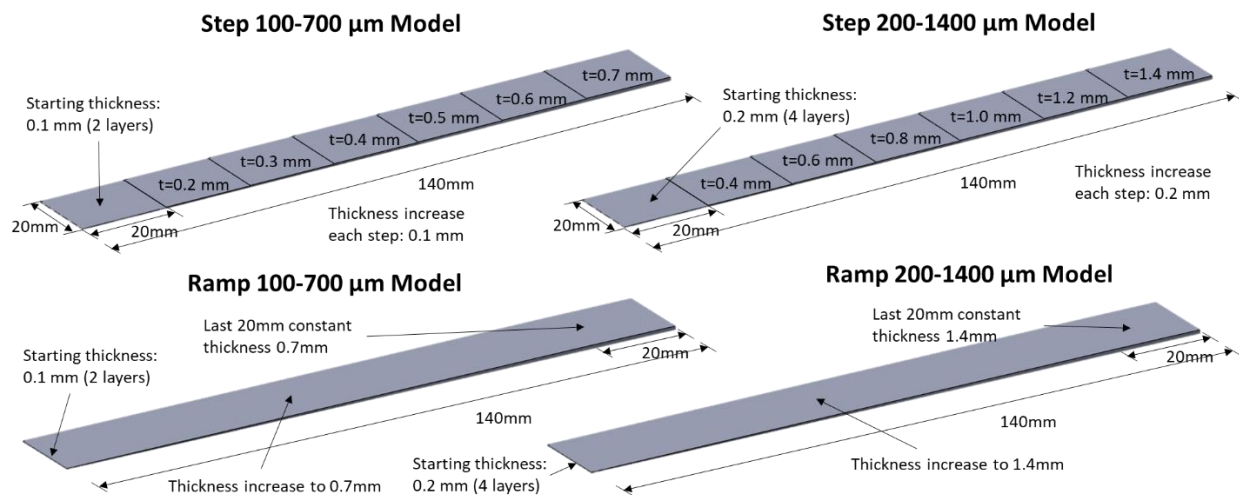 Step 100-700 µm Model
Starting thickness:
0.1 mm (2 layers)
t=0.2 mm
t=0.3 mm
t=0.4 mm
t=0.5 mm
t=0.6 mm
t=0.7 mm
20mm
20mm
140mm
Thickness increase
each step: 0.1 mm
Step 200-1400 µm Model
Starting thickness:
0.2 mm (4 layers)
t=0.4 mm
t=0.6 mm
t=0.8 mm
t=1.0 mm
t=1.2 mm
t=1.4 mm
20mm
20mm
140mm
Thickness increase
each step: 0.2 mm
Ramp 100-700 µm Model
Last 20mm constant
thickness 0.7mm
Starting thickness:
0.1 mm (2 layers)
20mm
140mm
Thickness increase to 0.7mm
Ramp 200-1400 µm Model
Last 20mm constant
thickness 1.4mm
20mm
140mm
Starting thickness:
0.2 mm (4 layers)
Thickness increase to 1.4mm